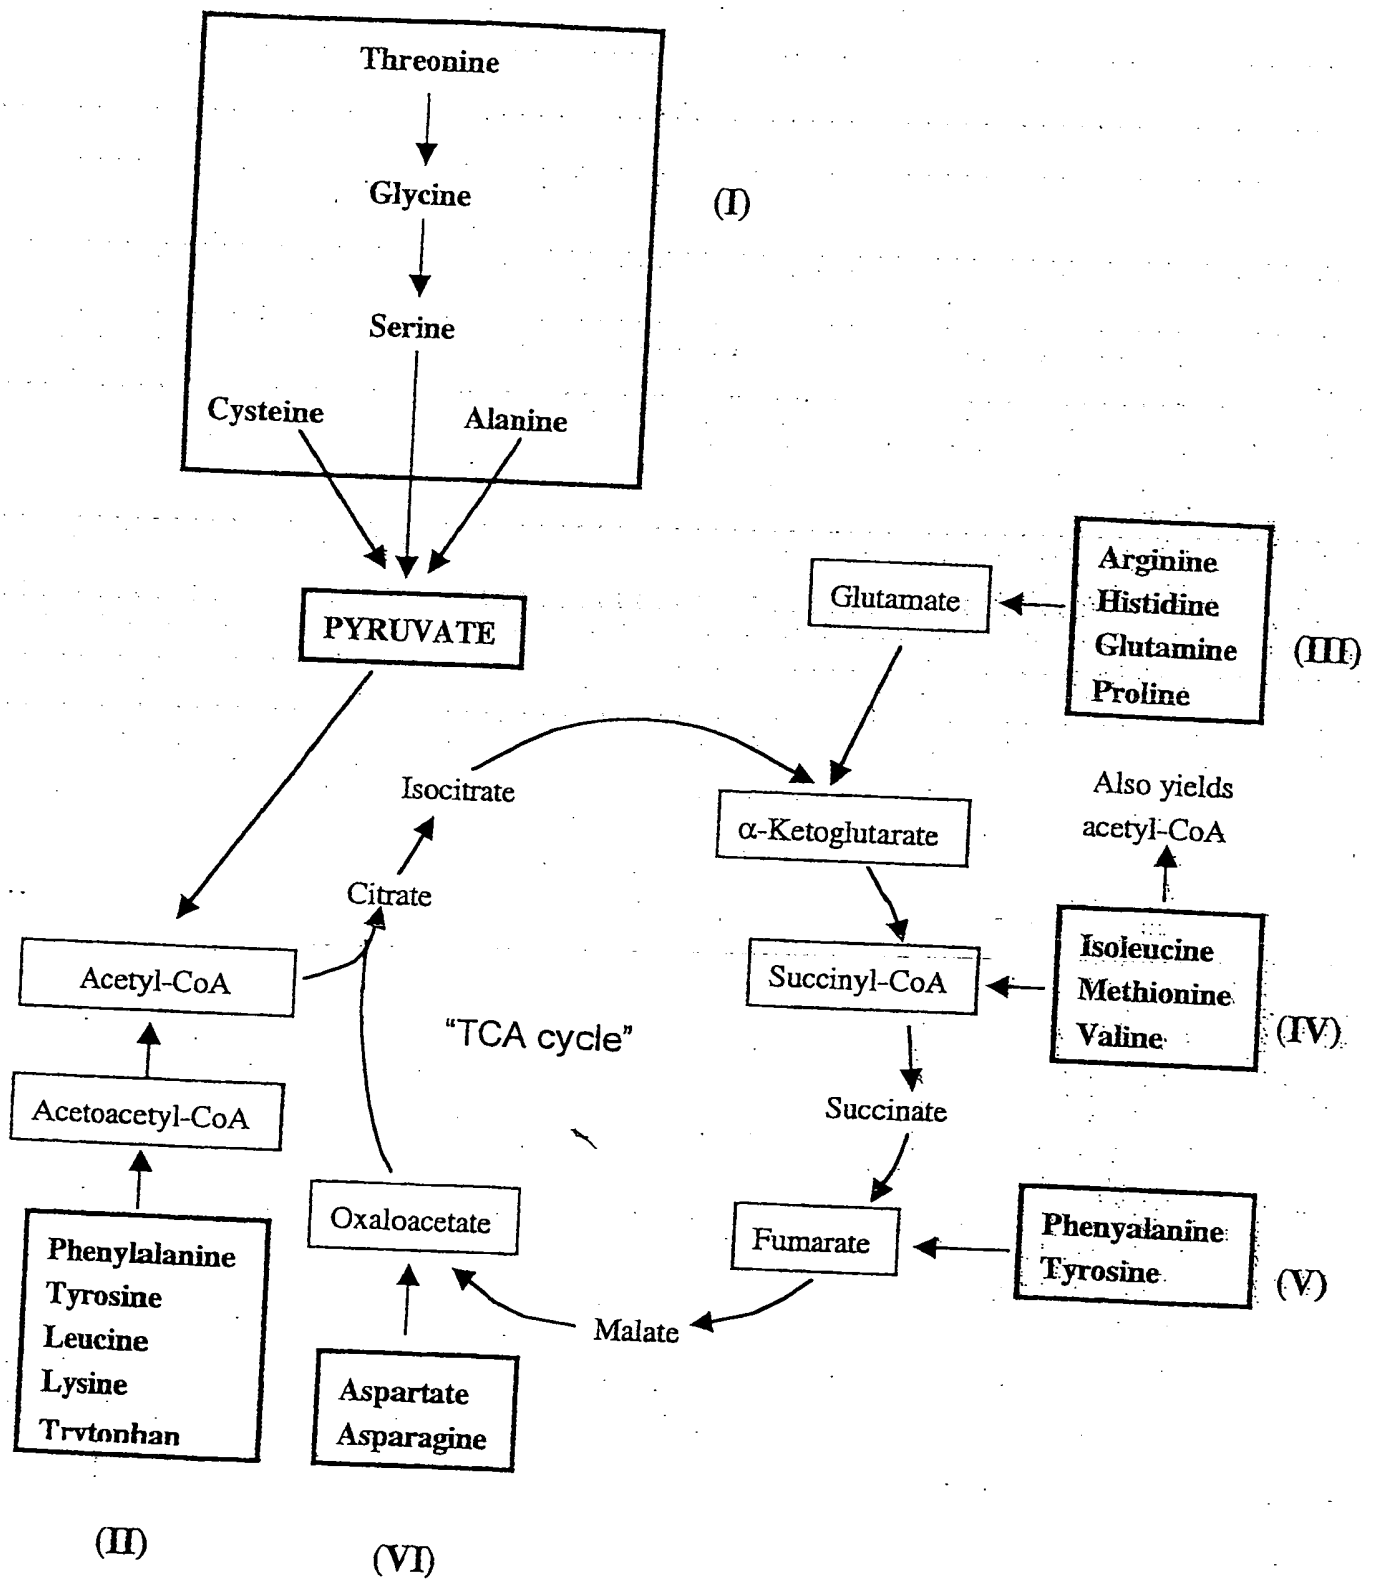 Threonine
Glycine
(I)
Serine
Cysteine
Alanine
PYRUVATE
Glutamate
Arginine
Histidine
Glutamine
Proline
(III)
Isocitrate
α-Ketoglutarate
Also yields
acetyl-CoA
Citrate
Acetyl-CoA
Succinyl-CoA
Isoleucine
Methionine
Valine
(IV)
"TCA cycle"
Acetoacetyl-CoA
Succinate
Oxaloacetate
Fumarate
Phenyalanine
Tyrosine
(V)
Malate
Phenylalanine
Tyrosine
Leucine
Lysine
Trytophan
Aspartate
Asparagine
(II)
(VI)